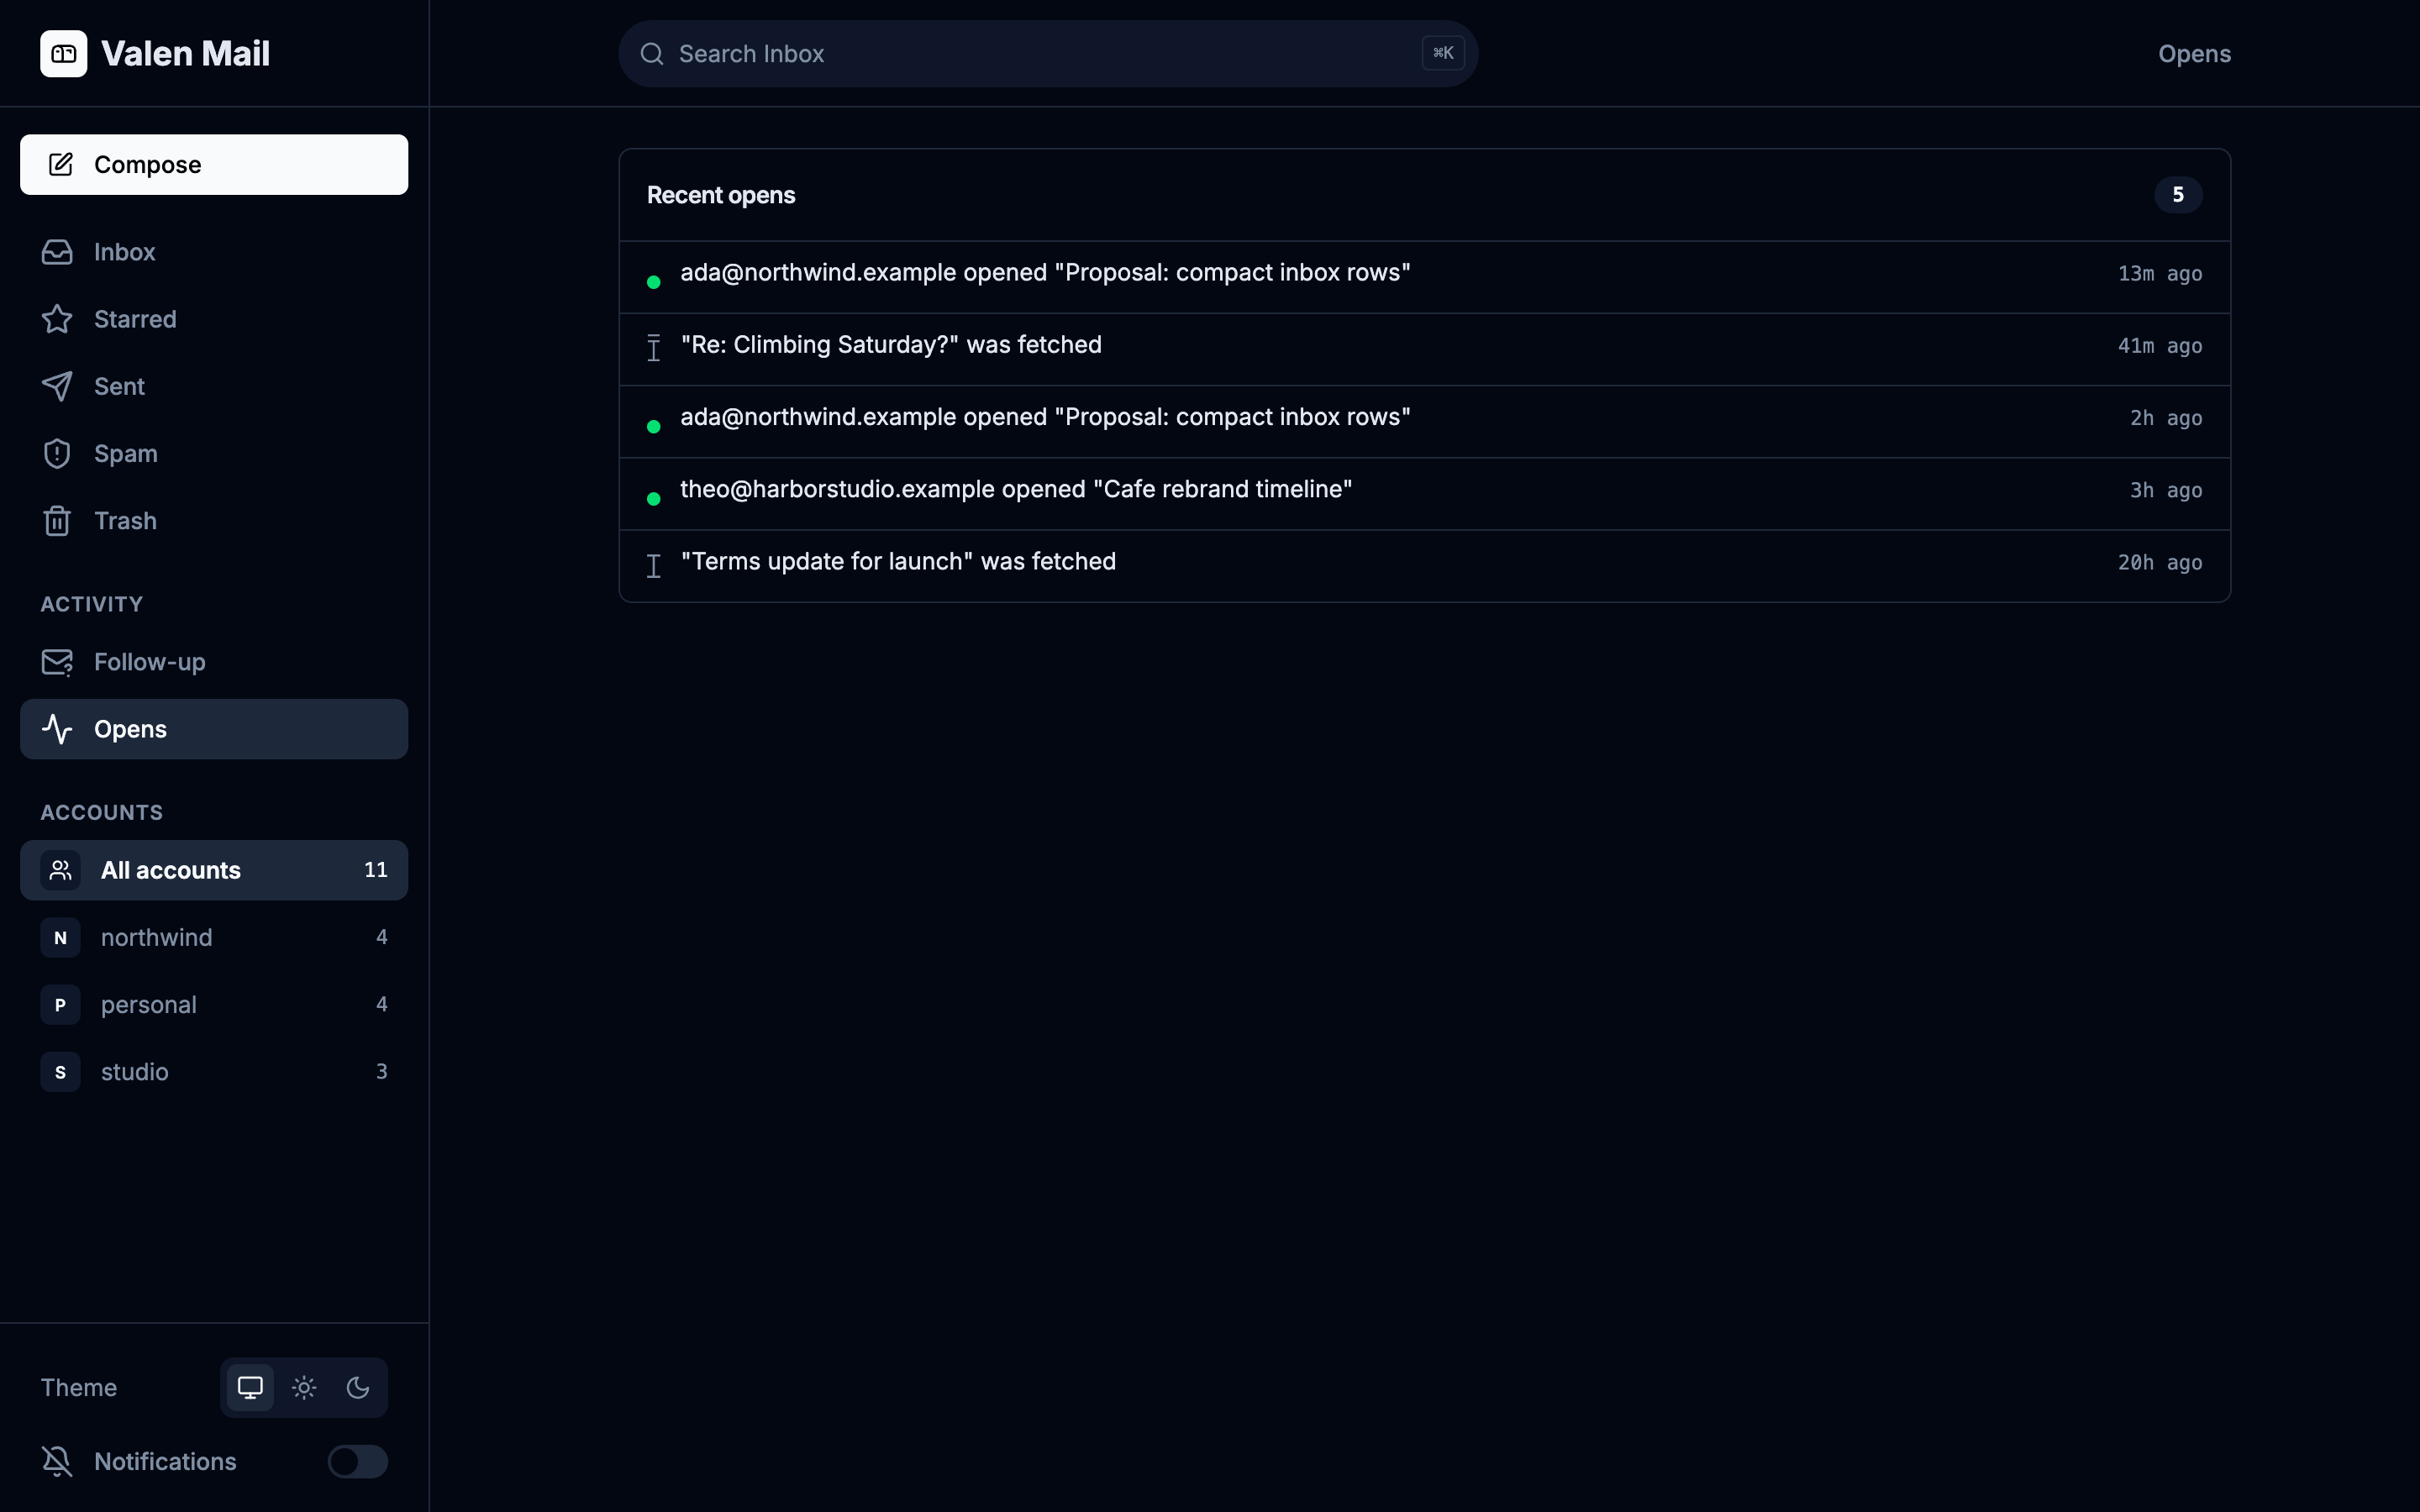 Valen Mail
Search Inbox
⌘K
Opens
Compose
Inbox
Starred
Sent
Spam
Trash
ACTIVITY
Follow-up
Opens
ACCOUNTS
All accounts 11
N northwind 4
P personal 4
S studio 3
Theme
Notifications
Recent opens 5
ada@northwind.example opened "Proposal: compact inbox rows" 13m ago
"Re: Climbing Saturday?" was fetched 41m ago
ada@northwind.example opened "Proposal: compact inbox rows" 2h ago
theo@harborstudio.example opened "Cafe rebrand timeline" 3h ago
"Terms update for launch" was fetched 20h ago